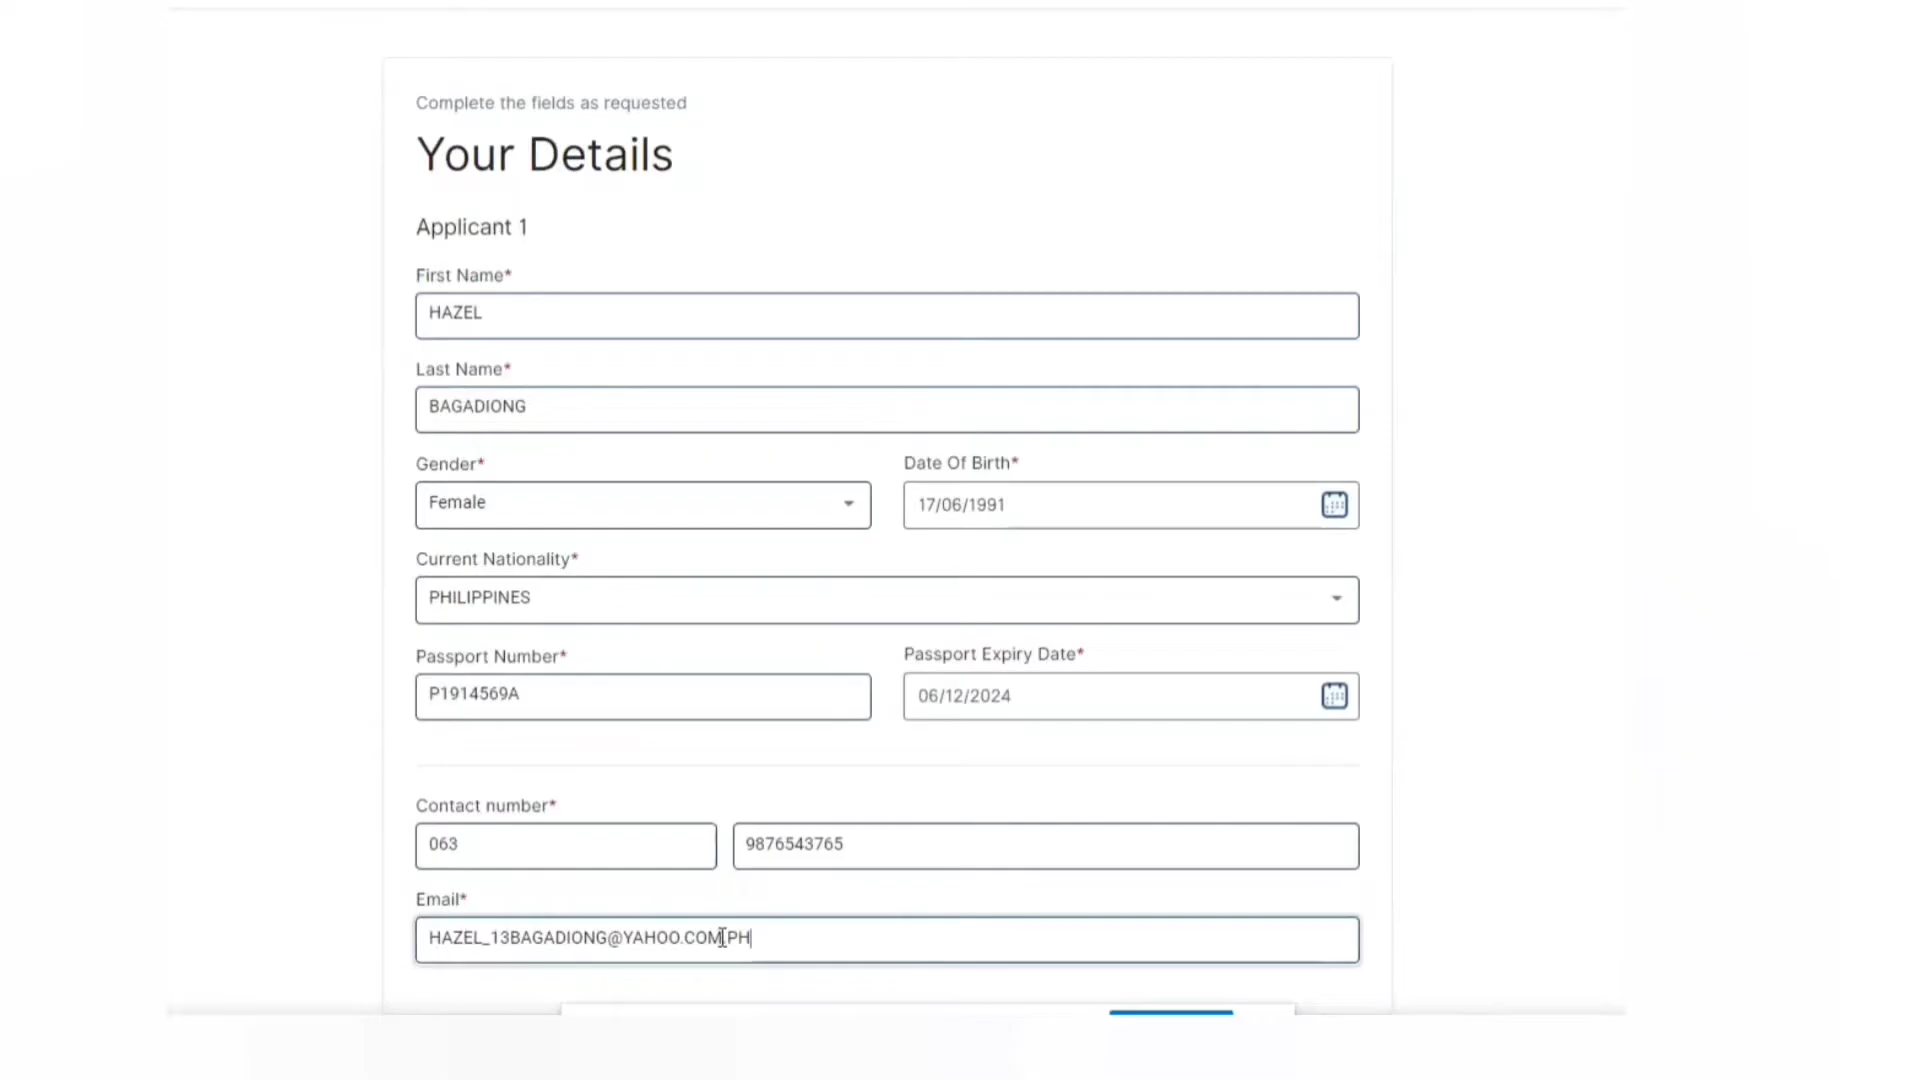 Complete the fields as requested
Your Details
Applicant 1
First Name*
HAZEL
Last Name*
BAGADIONG
Gender*
Date Of Birth*
Female
17/06/1991
Current Nationality*
PHILIPPINES
Passport Number*
Passport Expiry Date*
P1914569A
06/12/2024
Contact number*
063
9876543765
Email*
HAZEL_13BAGADIONG@YAHOO.COM.PH